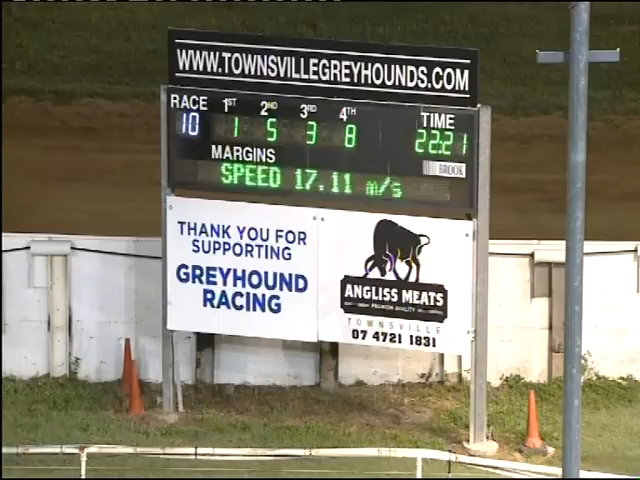 WWW.TOWNSVILLEGREYHOUNDS.COM
RACE 1ST 2ND 3RD 4TH TIME
10 1 5 3 8 22.21
MARGINS
BROOK
SPEED 17.11 m/s
THANK YOU FOR
SUPPORTING
GREYHOUND
RACING
ANGLISS MEATS
PREMIUM QUALITY
TOWNSVILLE
07 4721 1831